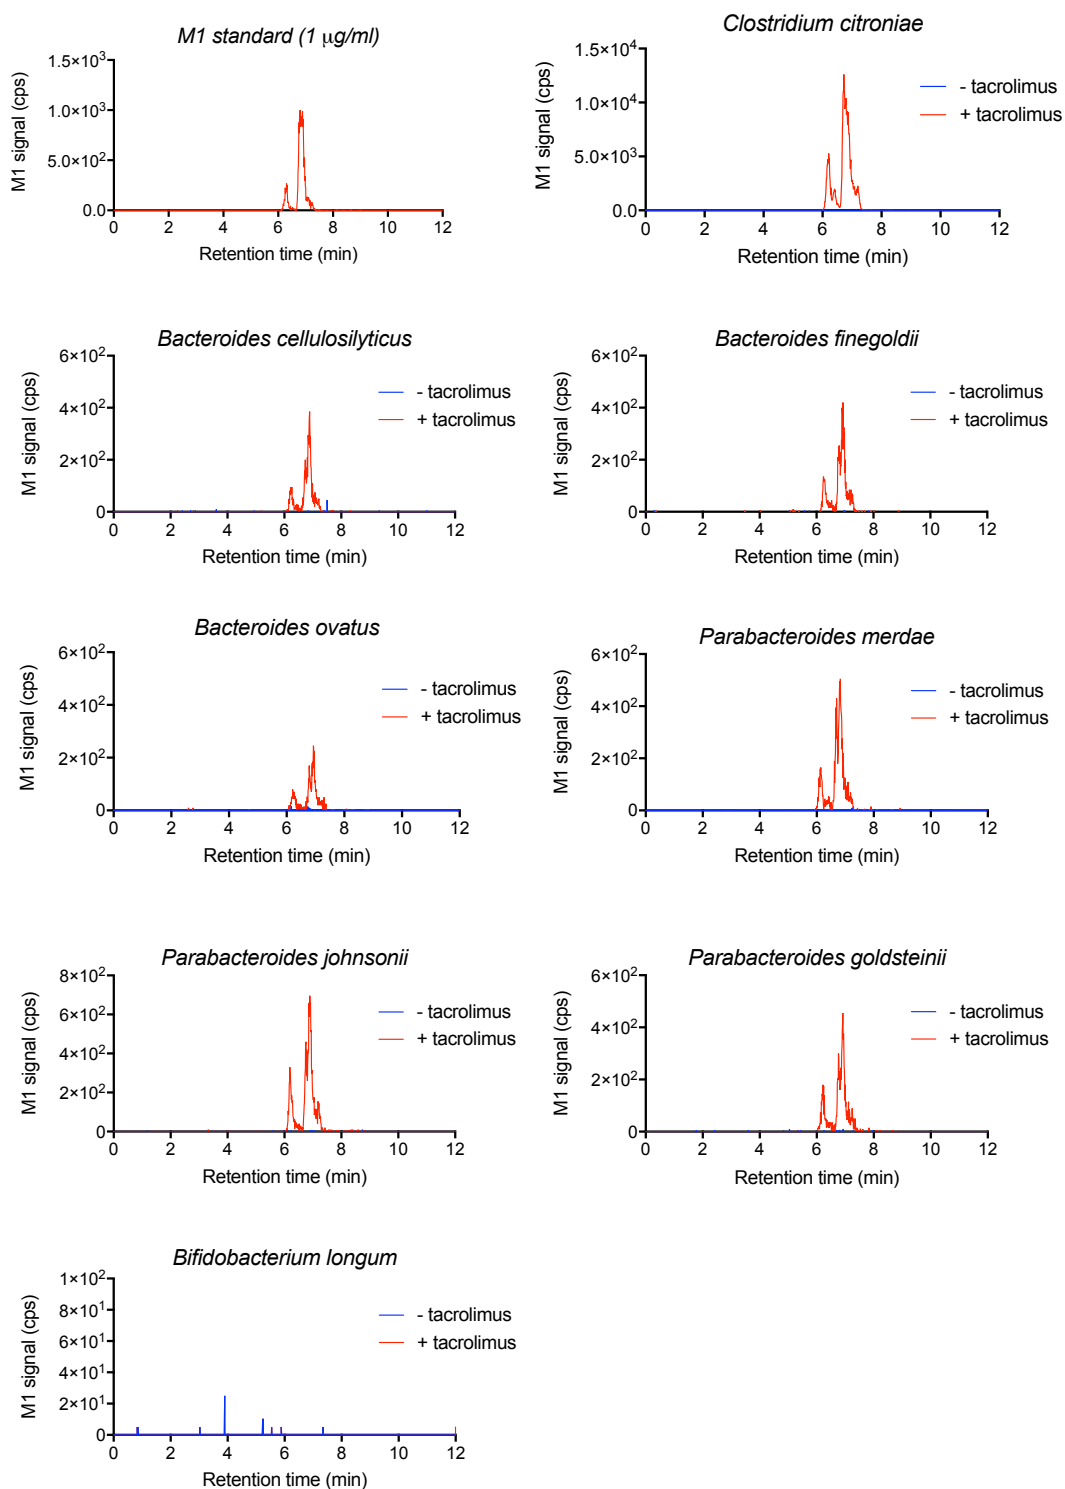 M1 standard (1 µg/ml)
M1 signal (cps)
1.5×10³
1.0×10³
5.0×10²
0.0
0 2 4 6 8 10 12
Retention time (min)
Clostridium citroniae
M1 signal (cps)
1.5×10⁴
1.0×10⁴
5.0×10³
0.0
0 2 4 6 8 10 12
Retention time (min)
- tacrolimus
+ tacrolimus
Bacteroides cellulosilyticus
M1 signal (cps)
6×10²
4×10²
2×10²
0
0 2 4 6 8 10 12
Retention time (min)
- tacrolimus
+ tacrolimus
Bacteroides finegoldii
M1 signal (cps)
6×10²
4×10²
2×10²
0
0 2 4 6 8 10 12
Retention time (min)
- tacrolimus
+ tacrolimus
Bacteroides ovatus
M1 signal (cps)
6×10²
4×10²
2×10²
0
0 2 4 6 8 10 12
Retention time (min)
- tacrolimus
+ tacrolimus
Parabacteroides merdae
M1 signal (cps)
6×10²
4×10²
2×10²
0
0 2 4 6 8 10 12
Retention time (min)
- tacrolimus
+ tacrolimus
Parabacteroides johnsonii
M1 signal (cps)
8×10²
6×10²
4×10²
2×10²
0
0 2 4 6 8 10 12
Retention time (min)
- tacrolimus
+ tacrolimus
Parabacteroides goldsteinii
M1 signal (cps)
6×10²
4×10²
2×10²
0
0 2 4 6 8 10 12
Retention time (min)
- tacrolimus
+ tacrolimus
Bifidobacterium longum
M1 signal (cps)
1×10²
8×10¹
6×10¹
4×10¹
2×10¹
0
0 2 4 6 8 10 12
Retention time (min)
- tacrolimus
+ tacrolimus